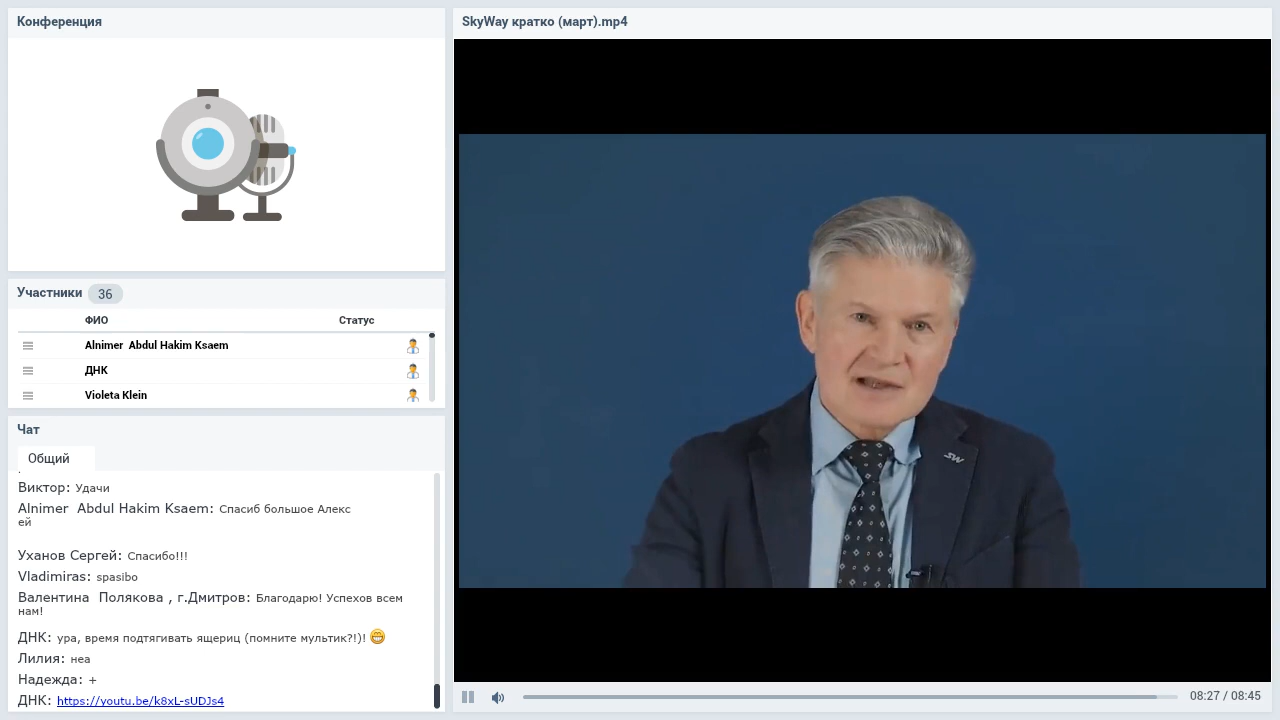 Конференция
SkyWay кратко (март).mp4
Участники 36
ФИО Статус
Alnimer Abdul Hakim Ksaem
ДНК
Violeta Klein
Чат
Общий
Виктор: Удачи
Alnimer Abdul Hakim Ksaem: Спасиб большое Алекс
ей
Уханов Сергей: Спасибо!!!
Vladimiras: spasibo
Валентина Полякова , г.Дмитров: Благодарю! Успехов всем
нам!
ДНК: ура, время подтягивать ящериц (помните мультик?!)!
Лилия: неа
Надежда: +
ДНК: https://youtu.be/k8xL-sUDJs4
SW
08:27 / 08:45